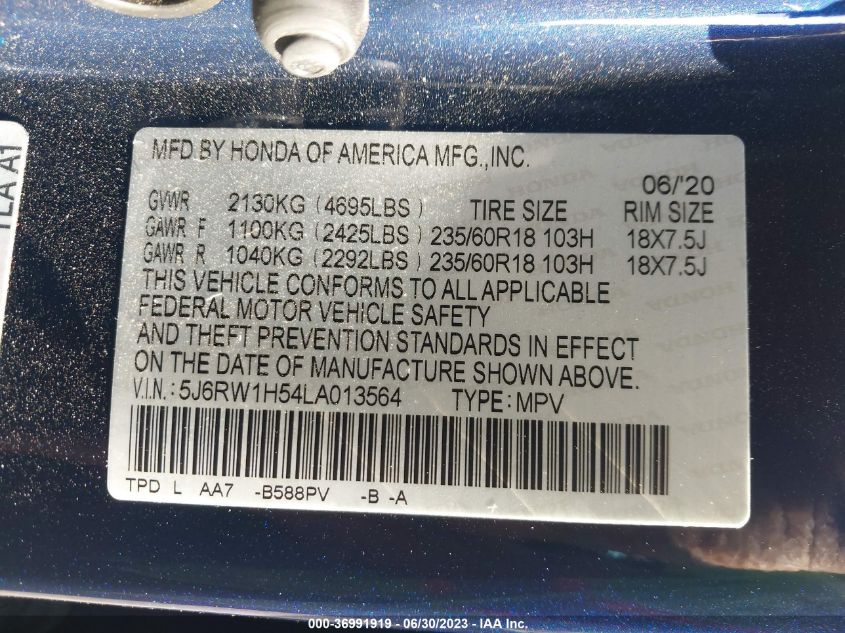 MFD BY HONDA OF AMERICA MFG.,INC.
06/'20
GVWR 2130KG (4695LBS) TIRE SIZE RIM SIZE
GAWR F 1100KG (2425LBS) 235/60R18 103H 18X7.5J
GAWR R 1040KG (2292LBS) 235/60R18 103H 18X7.5J
THIS VEHICLE CONFORMS TO ALL APPLICABLE
FEDERAL MOTOR VEHICLE SAFETY
AND THEFT PREVENTION STANDARDS IN EFFECT
ON THE DATE OF MANUFACTURE SHOWN ABOVE.
V.I.N.: 5J6RW1H54LA013564 TYPE: MPV
TPD L AA7 -B588PV -B -A
TLA A1
000-36991919 - 06/30/2023 - IAA Inc.